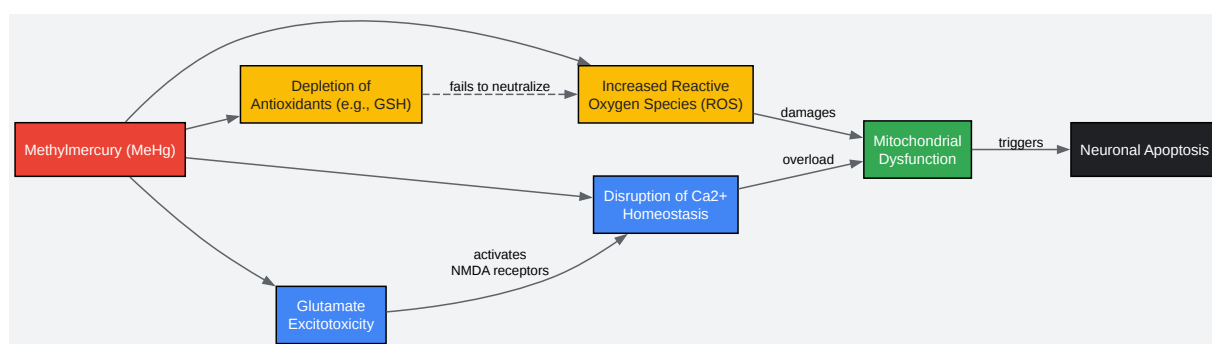 Depletion of
Antioxidants (e.g., GSH)
fails to neutralize
Increased Reactive
Oxygen Species (ROS)
damages
Methylmercury (MeHg)
Mitochondrial
Dysfunction
triggers
Neuronal Apoptosis
overload
Disruption of Ca2+
Homeostasis
activates
NMDA receptors
Glutamate
Excitotoxicity